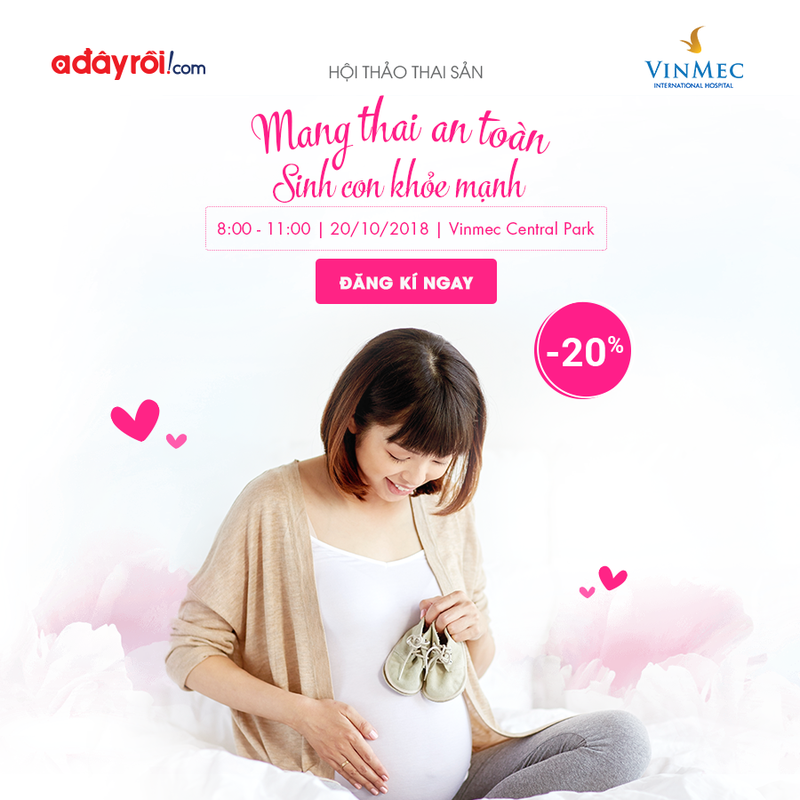 adâyrồi!com
HỘI THẢO THAI SẢN
VINMEC
INTERNATIONAL HOSPITAL
Mang thai an toàn
Sinh con khỏe mạnh
8:00 - 11:00 | 20/10/2018 | Vinmec Central Park
ĐĂNG KÍ NGAY
-20%